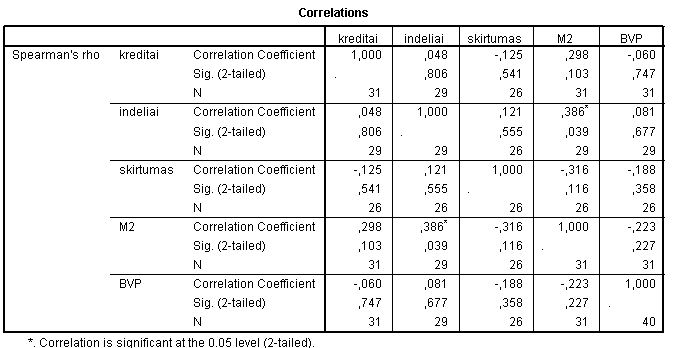 Correlations
kreditai indeliai skirtumas M2 BVP
Spearman's rho kreditai Correlation Coefficient 1,000 ,048 -,125 ,298 -,060
Sig. (2-tailed) . ,806 ,541 ,103 ,747
N 31 29 26 31 31
indeliai Correlation Coefficient ,048 1,000 ,121 ,386* ,081
Sig. (2-tailed) ,806 . ,555 ,039 ,677
N 29 29 26 29 29
skirtumas Correlation Coefficient -,125 ,121 1,000 -,316 -,188
Sig. (2-tailed) ,541 ,555 . ,116 ,358
N 26 26 26 26 26
M2 Correlation Coefficient ,298 ,386* -,316 1,000 -,223
Sig. (2-tailed) ,103 ,039 ,116 . ,227
N 31 29 26 31 31
BVP Correlation Coefficient -,060 ,081 -,188 -,223 1,000
Sig. (2-tailed) ,747 ,677 ,358 ,227 .
N 31 29 26 31 40
*. Correlation is significant at the 0.05 level (2-tailed).